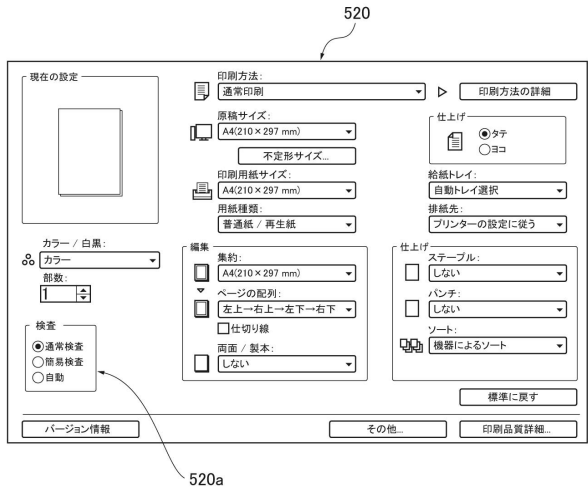 520
現在の設定
印刷方法:
通常印刷
印刷方法の詳細
原稿サイズ:
A4(210×297 mm)
不定形サイズ...
仕上げ
タテ
ヨコ
印刷用紙サイズ:
A4(210×297 mm)
給紙トレイ:
自動トレイ選択
用紙種類:
普通紙 / 再生紙
排紙先:
プリンターの設定に従う
カラー / 白黒:
カラー
部数:
1
検査
通常検査
簡易検査
自動
編集
集約:
A4(210×297 mm)
ページの配列:
左上→右上→左下→右下
仕切り線
両面 / 製本:
しない
仕上げ
ステープル:
しない
パンチ:
しない
ソート:
機器によるソート
標準に戻す
バージョン情報
その他...
印刷品質詳細...
520a